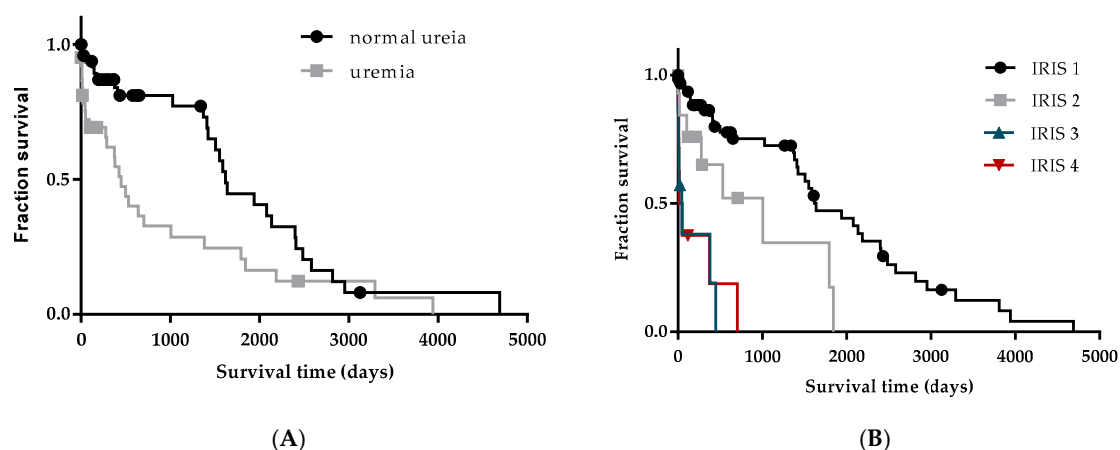 normal ureia
uremia
1.0
0.5
0.0
Fraction survival
0 1000 2000 3000 4000 5000
Survival time (days)
(A)
IRIS 1
IRIS 2
IRIS 3
IRIS 4
1.0
0.5
0.0
Fraction survival
0 1000 2000 3000 4000 5000
Survival time (days)
(B)